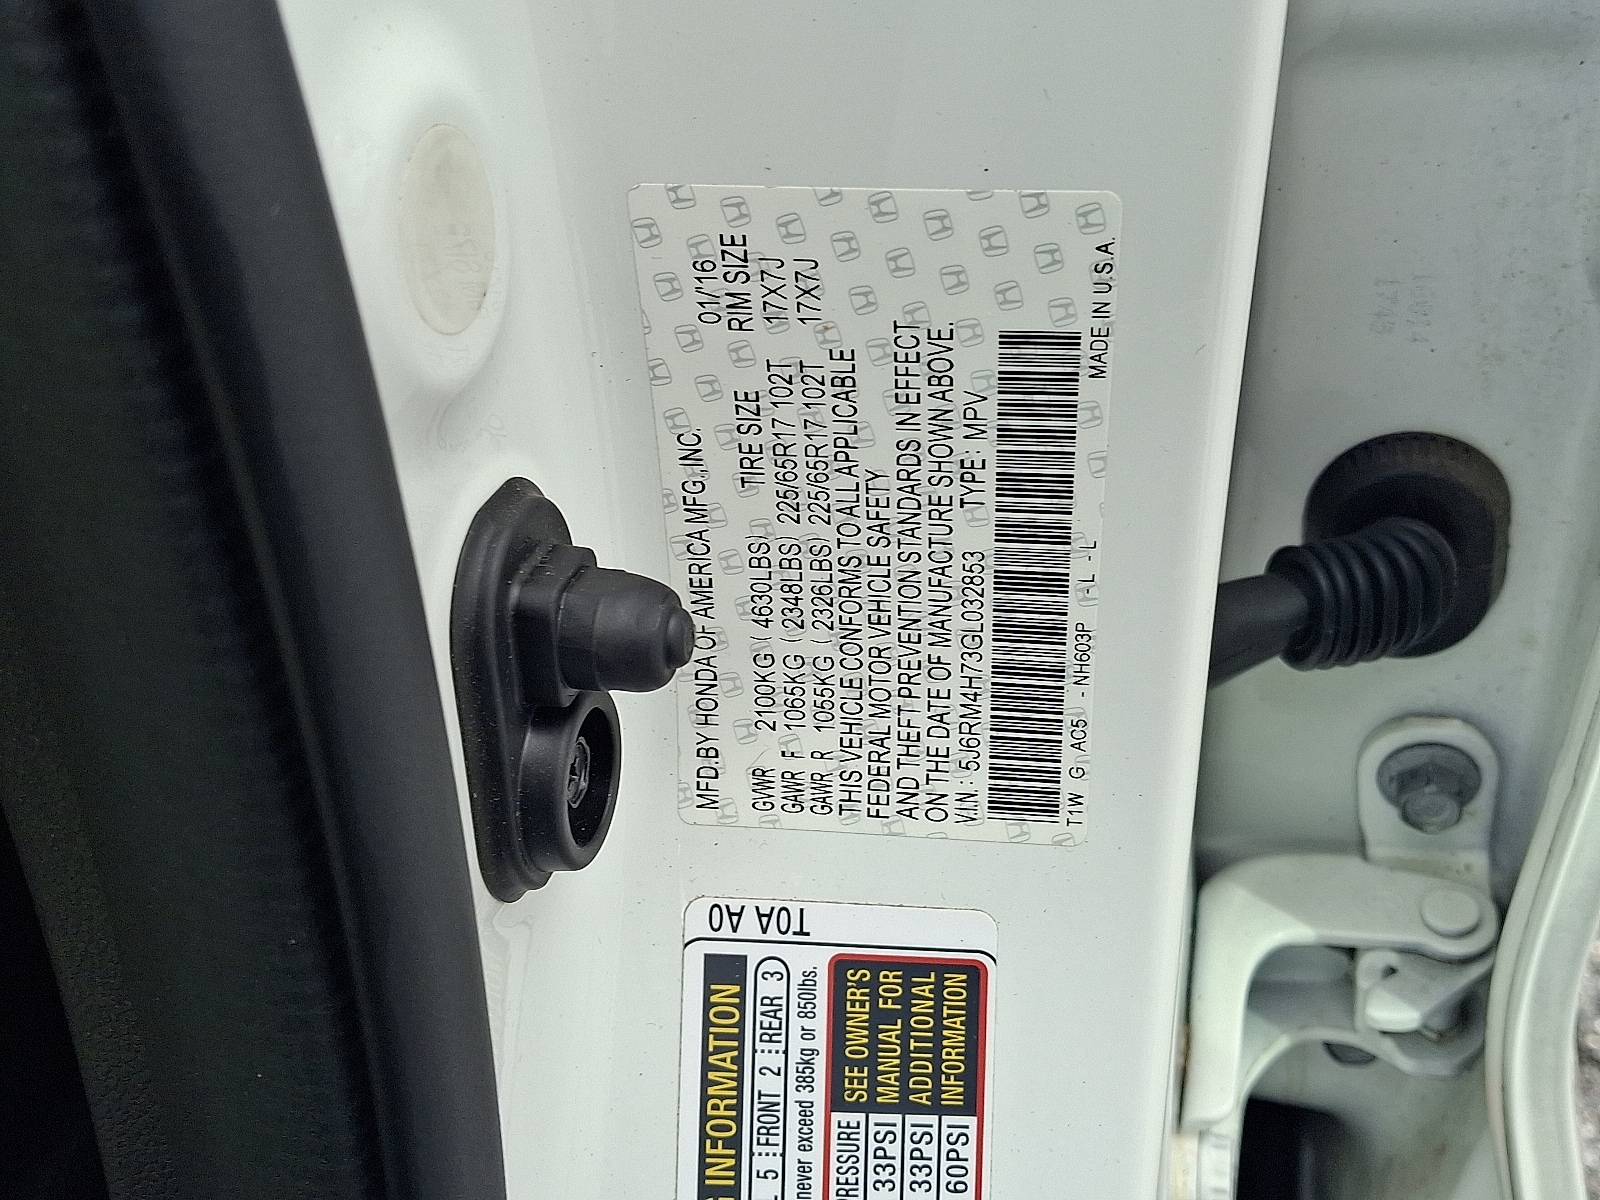 MFD.BY HONDA OF AMERICA MFG.,INC. 01/'16
TIRE SIZE RIM SIZE
GVWR 2100KG ( 4630LBS)
GAWR F 1065KG ( 2348LBS) 225/65R17 102T 17X7J
GAWR R 1055KG ( 2326LBS) 225/65R17 102T 17X7J
THIS VEHICLE CONFORMS TO ALL APPLICABLE
FEDERAL MOTOR VEHICLE SAFETY
AND THEFT PREVENTION STANDARDS IN EFFECT
ON THE DATE OF MANUFACTURE SHOWN ABOVE.
V.I.N.: 5J6RM4H73GL032853 TYPE: MPV
T1W G AC5 - NH603P - L - L MADE IN U.S.A.
T0A A0
INFORMATION
5 FRONT 2 REAR 3
never exceed 385kg or 850lbs.
PRESSURE SEE OWNER'S
33PSI MANUAL FOR
33PSI ADDITIONAL
60PSI INFORMATION